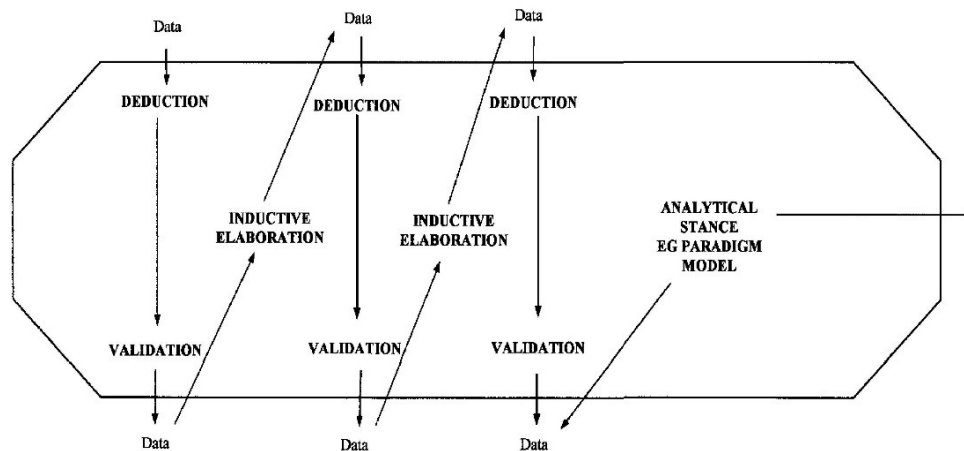 Data
Data
Data
DEDUCTION
DEDUCTION
DEDUCTION
INDUCTIVE
ELABORATION
INDUCTIVE
ELABORATION
ANALYTICAL
STANCE
EG PARADIGM
MODEL
VALIDATION
VALIDATION
VALIDATION
Data
Data
Data